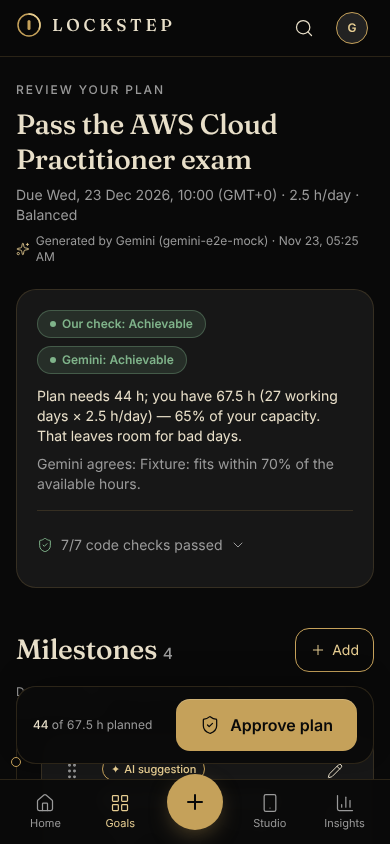 LOCKSTEP
G
REVIEW YOUR PLAN
Pass the AWS Cloud
Practitioner exam
Due Wed, 23 Dec 2026, 10:00 (GMT+0) · 2.5 h/day ·
Balanced
Generated by Gemini (gemini-e2e-mock) · Nov 23, 05:25
AM
Our check: Achievable
Gemini: Achievable
Plan needs 44 h; you have 67.5 h (27 working
days × 2.5 h/day) — 65% of your capacity.
That leaves room for bad days.
Gemini agrees: Fixture: fits within 70% of the
available hours.
7/7 code checks passed
Milestones 4
+ Add
44 of 67.5 h planned
Approve plan
AI suggestion
Home
Goals
Studio
Insights